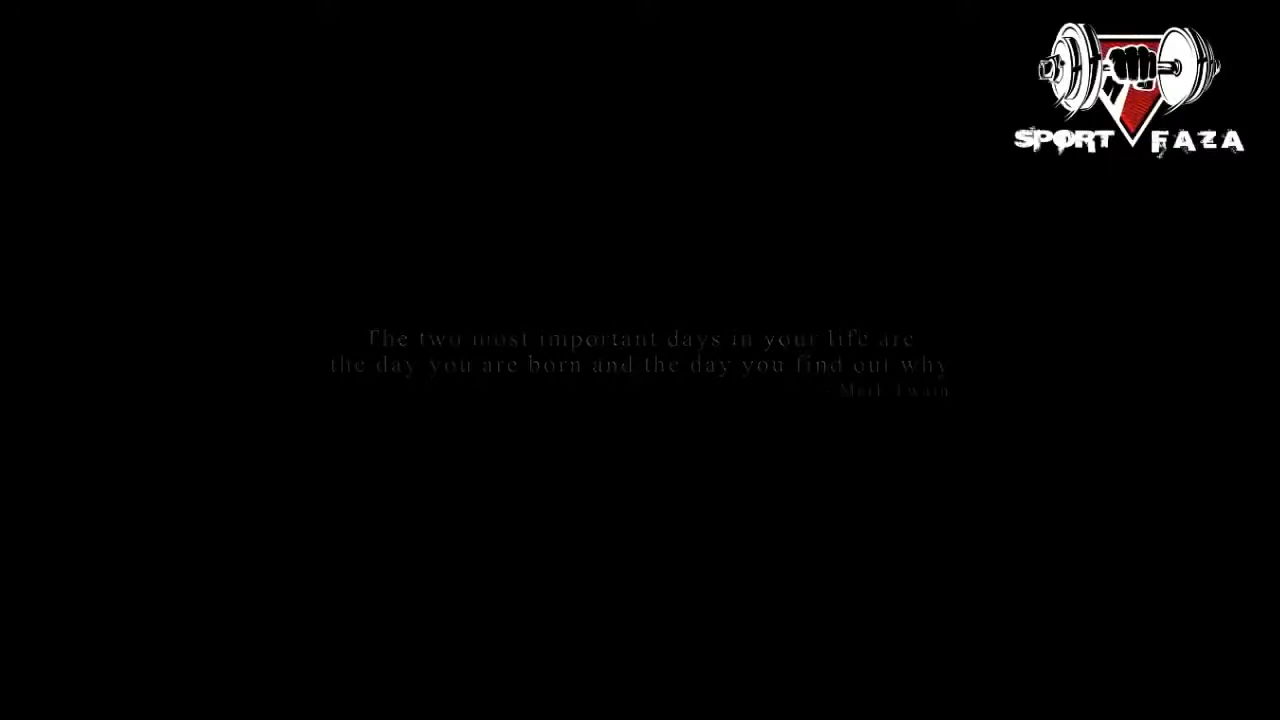 SPORT FAZA
The two most important days in your life are
the day you are born and the day you find out why
- Mark Twain